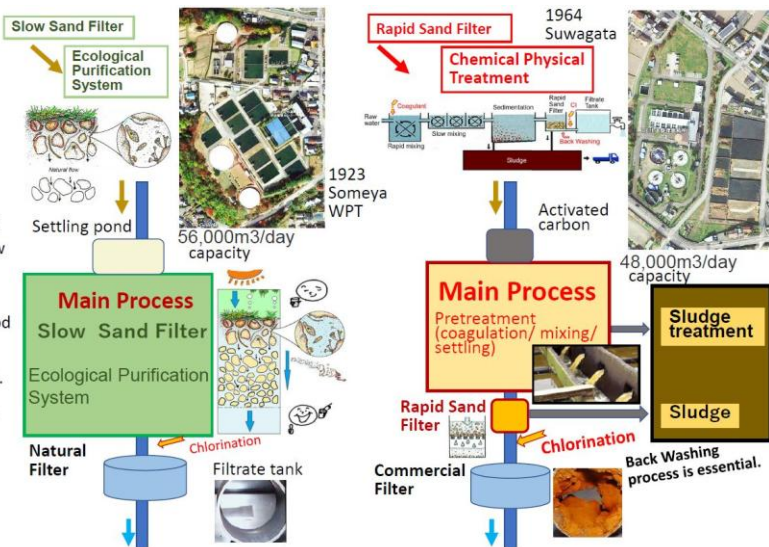 Slow Sand Filter
Ecological
Purification
System
Natural flow
1923
Someya
WPT
Settling pond
56,000m3/day
capacity
Main Process
Slow Sand Filter
Ecological Purification
System
Natural
Filter
Chlorination
Filtrate tank
Rapid Sand Filter
1964
Suwagata
Chemical Physical
Treatment
Coagulant
Raw
water
Rapid mixing
Slow mixing
Sedimentation
Rapid
Sand
Filter
Cl
Filtrate
Tank
Back Washing
Sludge
Activated
carbon
48,000m3/day
capacity
Main Process
Pretreatment
(coagulation/ mixing/
settling)
Sludge
treatment
Sludge
Rapid Sand
Filter
Chlorination
Commercial
Filter
Back Washing
process is essential.